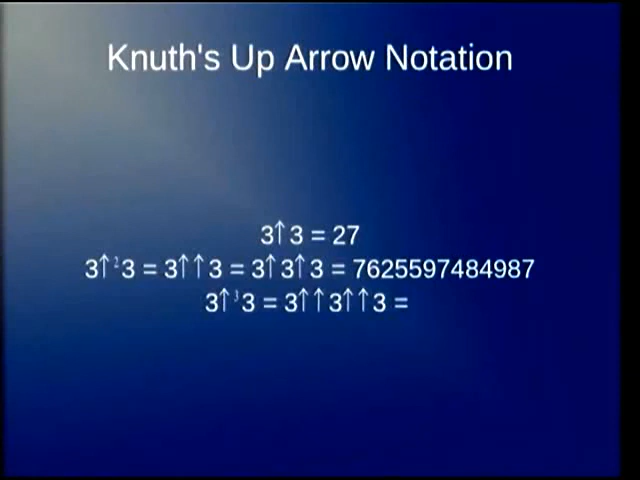 Knuth's Up Arrow Notation
3↑3 = 27
3↑²3 = 3↑↑3 = 3↑3↑3 = 7625597484987
3↑³3 = 3↑↑3↑↑3 =